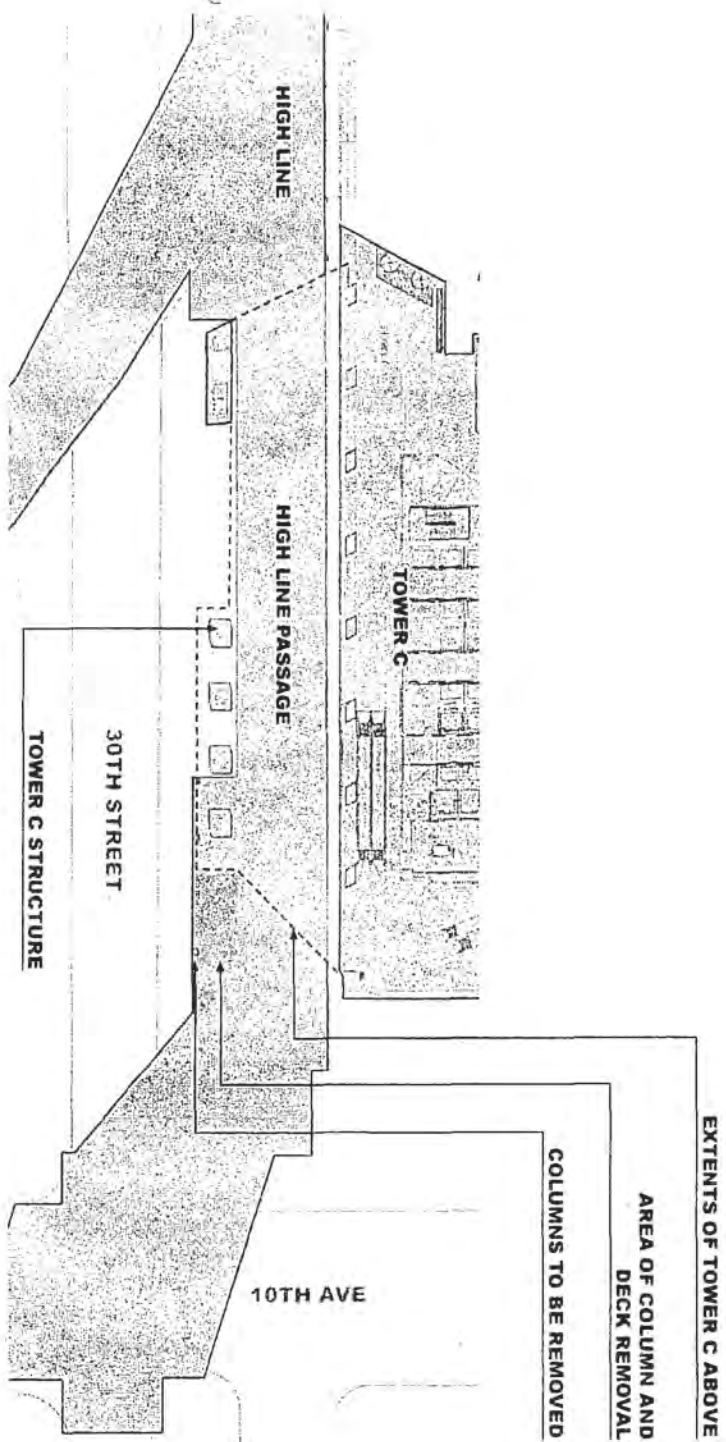 HIGH LINE
HIGH LINE PASSAGE
TOWER C
30TH STREET
TOWER C STRUCTURE
10TH AVE
EXTENTS OF TOWER C ABOVE
AREA OF COLUMN AND
DECK REMOVAL
COLUMNS TO BE REMOVED